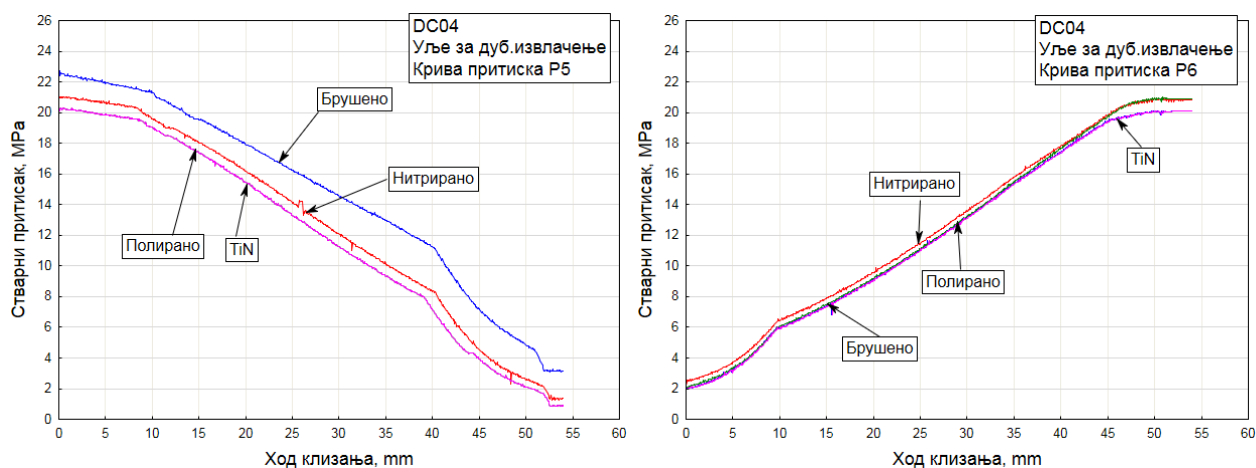 DC04
Уље за дуб.извлачење
Крива притиска P5
Стварни притисак, MPa
26
24
22
20
18
16
14
12
10
8
6
4
2
0
Брушено
Нитрирано
Полирано
TiN
0 5 10 15 20 25 30 35 40 45 50 55 60
Ход клизања, mm
DC04
Уље за дуб.извлачење
Крива притиска P6
Стварни притисак, MPa
26
24
22
20
18
16
14
12
10
8
6
4
2
0
TiN
Нитрирано
Полирано
Брушено
0 5 10 15 20 25 30 35 40 45 50 55 60
Ход клизања, mm